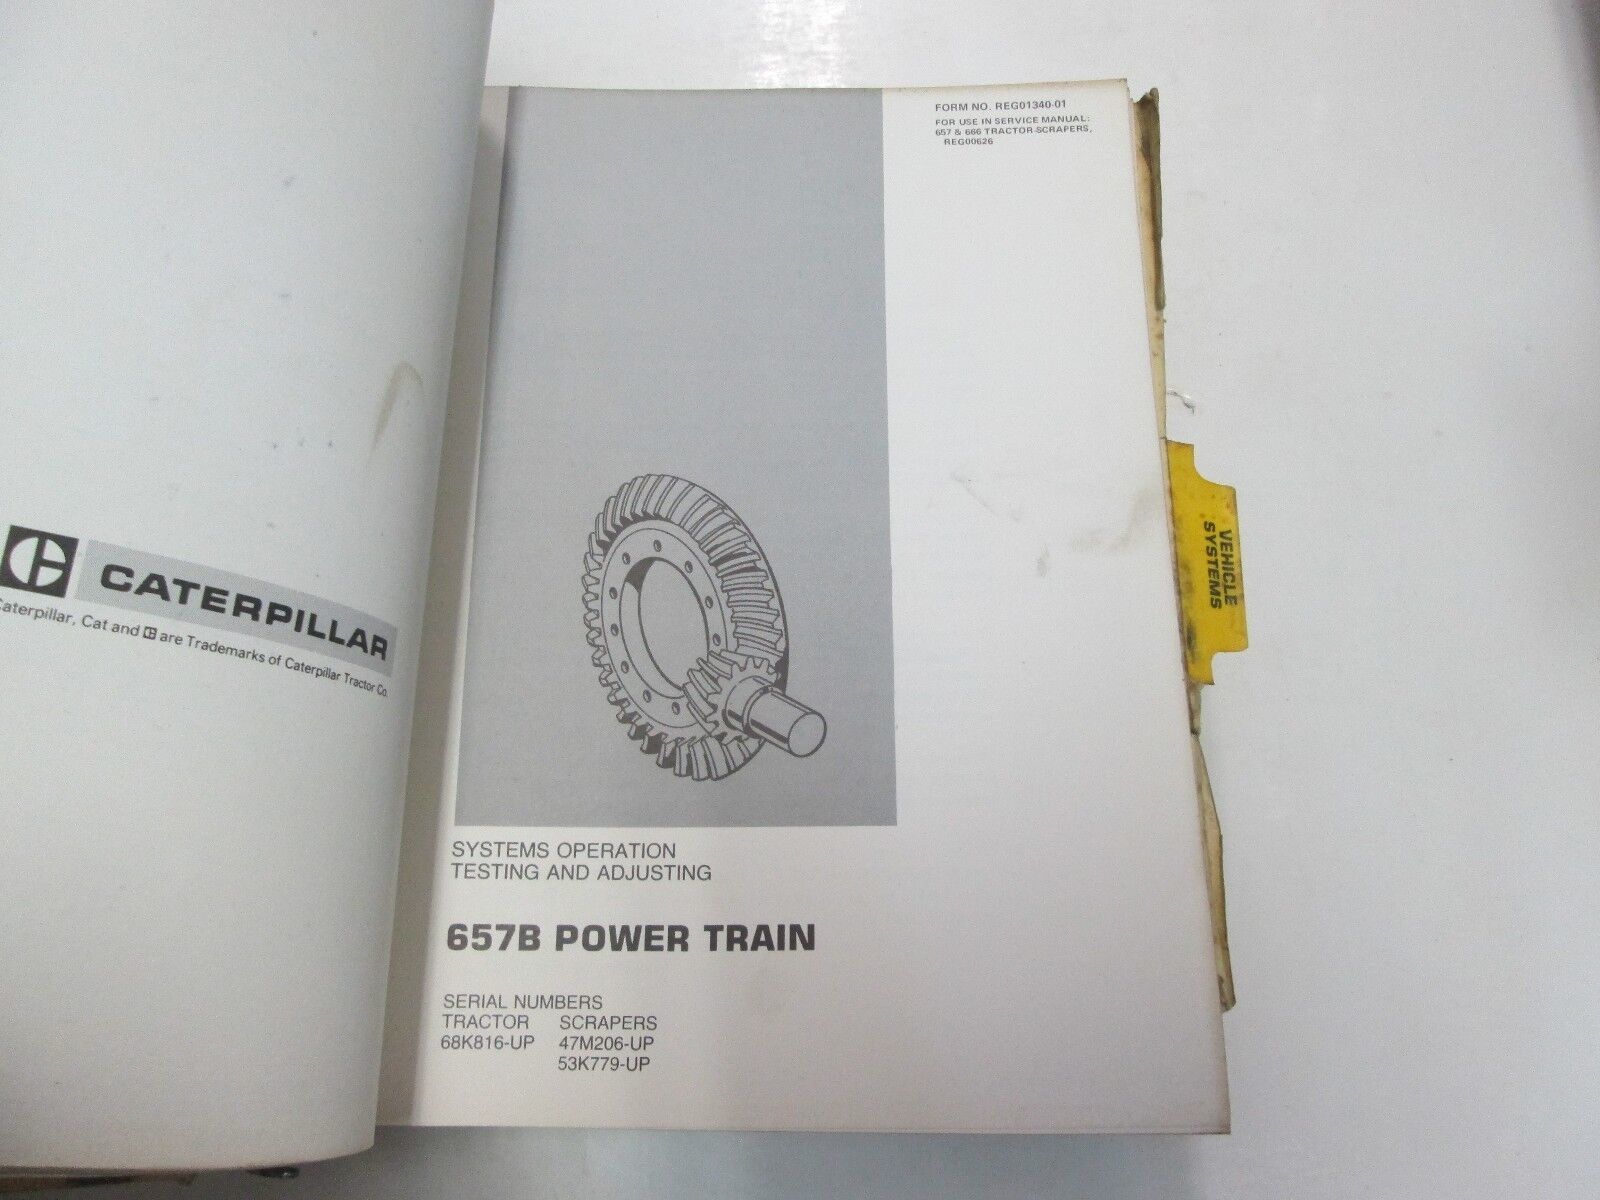 CATERPILLAR
Caterpillar, Cat and are Trademarks of Caterpillar Tractor Co.
FORM NO. REG01340-01
FOR USE IN SERVICE MANUAL:
657 & 666 TRACTOR-SCRAPERS,
REG00626
VEHICLE
SYSTEMS
SYSTEMS OPERATION
TESTING AND ADJUSTING
657B POWER TRAIN
SERIAL NUMBERS
TRACTOR SCRAPERS
68K816-UP 47M206-UP
53K779-UP